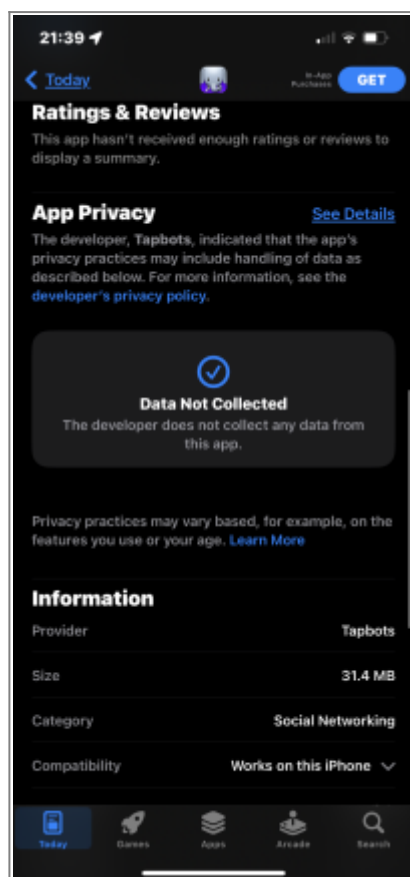 21:39
Today
In-App
Purchases
GET
Ratings & Reviews
This app hasn't received enough ratings or reviews to
display a summary.
App Privacy
See Details
The developer, Tapbots, indicated that the app's
privacy practices may include handling of data as
described below. For more information, see the
developer's privacy policy.
Data Not Collected
The developer does not collect any data from
this app.
Privacy practices may vary based, for example, on the
features you use or your age. Learn More
Information
Provider
Tapbots
Size
31.4 MB
Category
Social Networking
Compatibility
Works on this iPhone
Today
Games
Apps
Arcade
Search